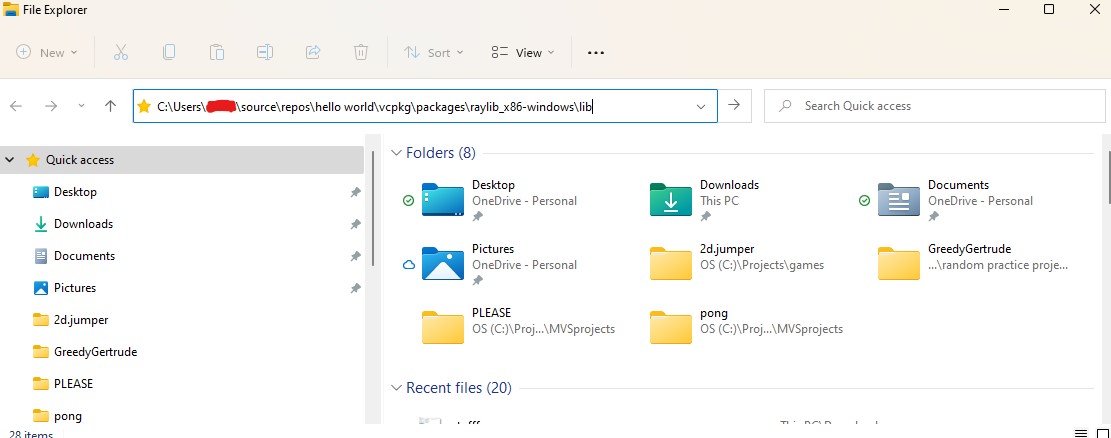 File Explorer
New
Sort
View
C:\Users\
\source\repos\hello world\vcpkg\packages\raylib_x86-windows\lib
Search Quick access
Quick access
Desktop
Downloads
Documents
Pictures
2d.jumper
GreedyGertrude
PLEASE
pong
28 items
Folders (8)
Desktop
OneDrive - Personal
Downloads
This PC
Documents
OneDrive - Personal
Pictures
OneDrive - Personal
2d.jumper
OS (C:)\Projects\games
GreedyGertrude
...\random practice proje...
PLEASE
OS (C:)\Proj...\MVSprojects
pong
OS (C:)\Proj...\MVSprojects
Recent files (20)